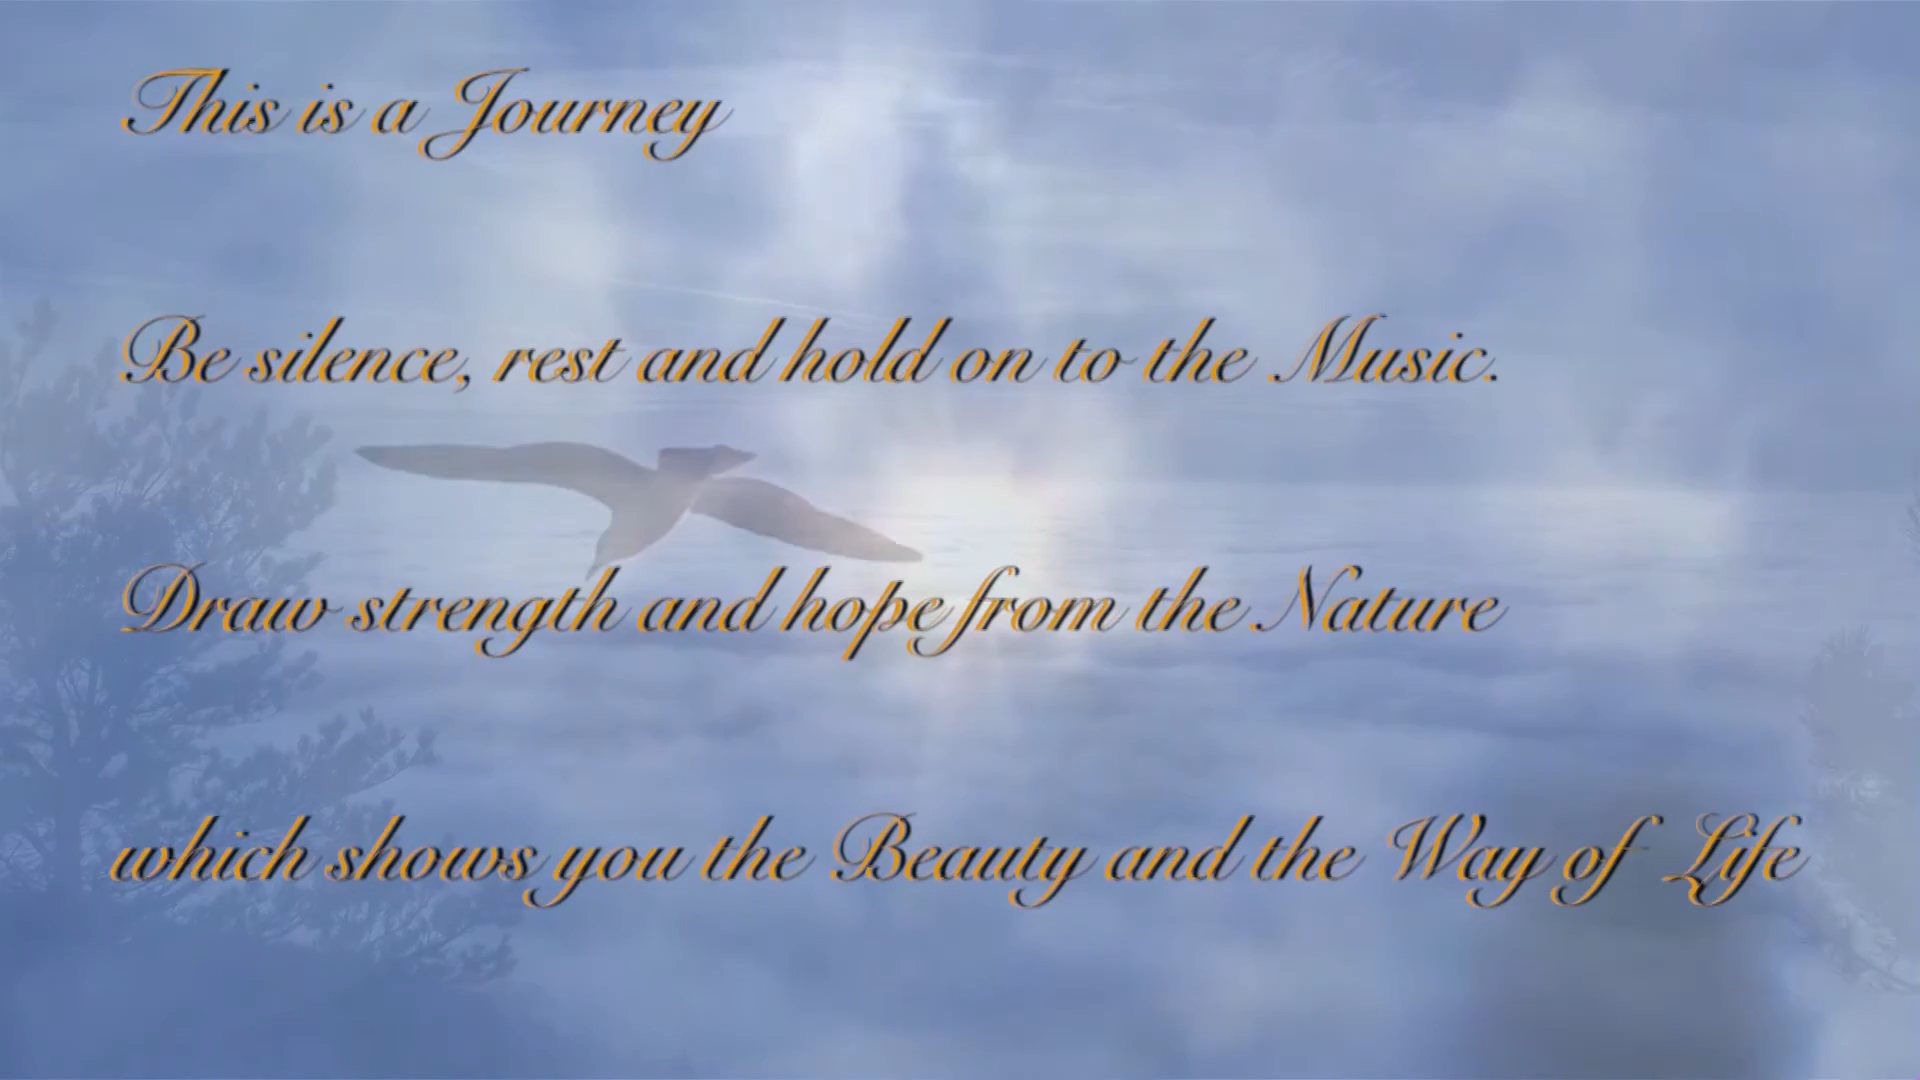 This is a Journey
Be silence, rest and hold on to the Music.
Draw strength and hope from the Nature
which shows you the Beauty and the Way of Life